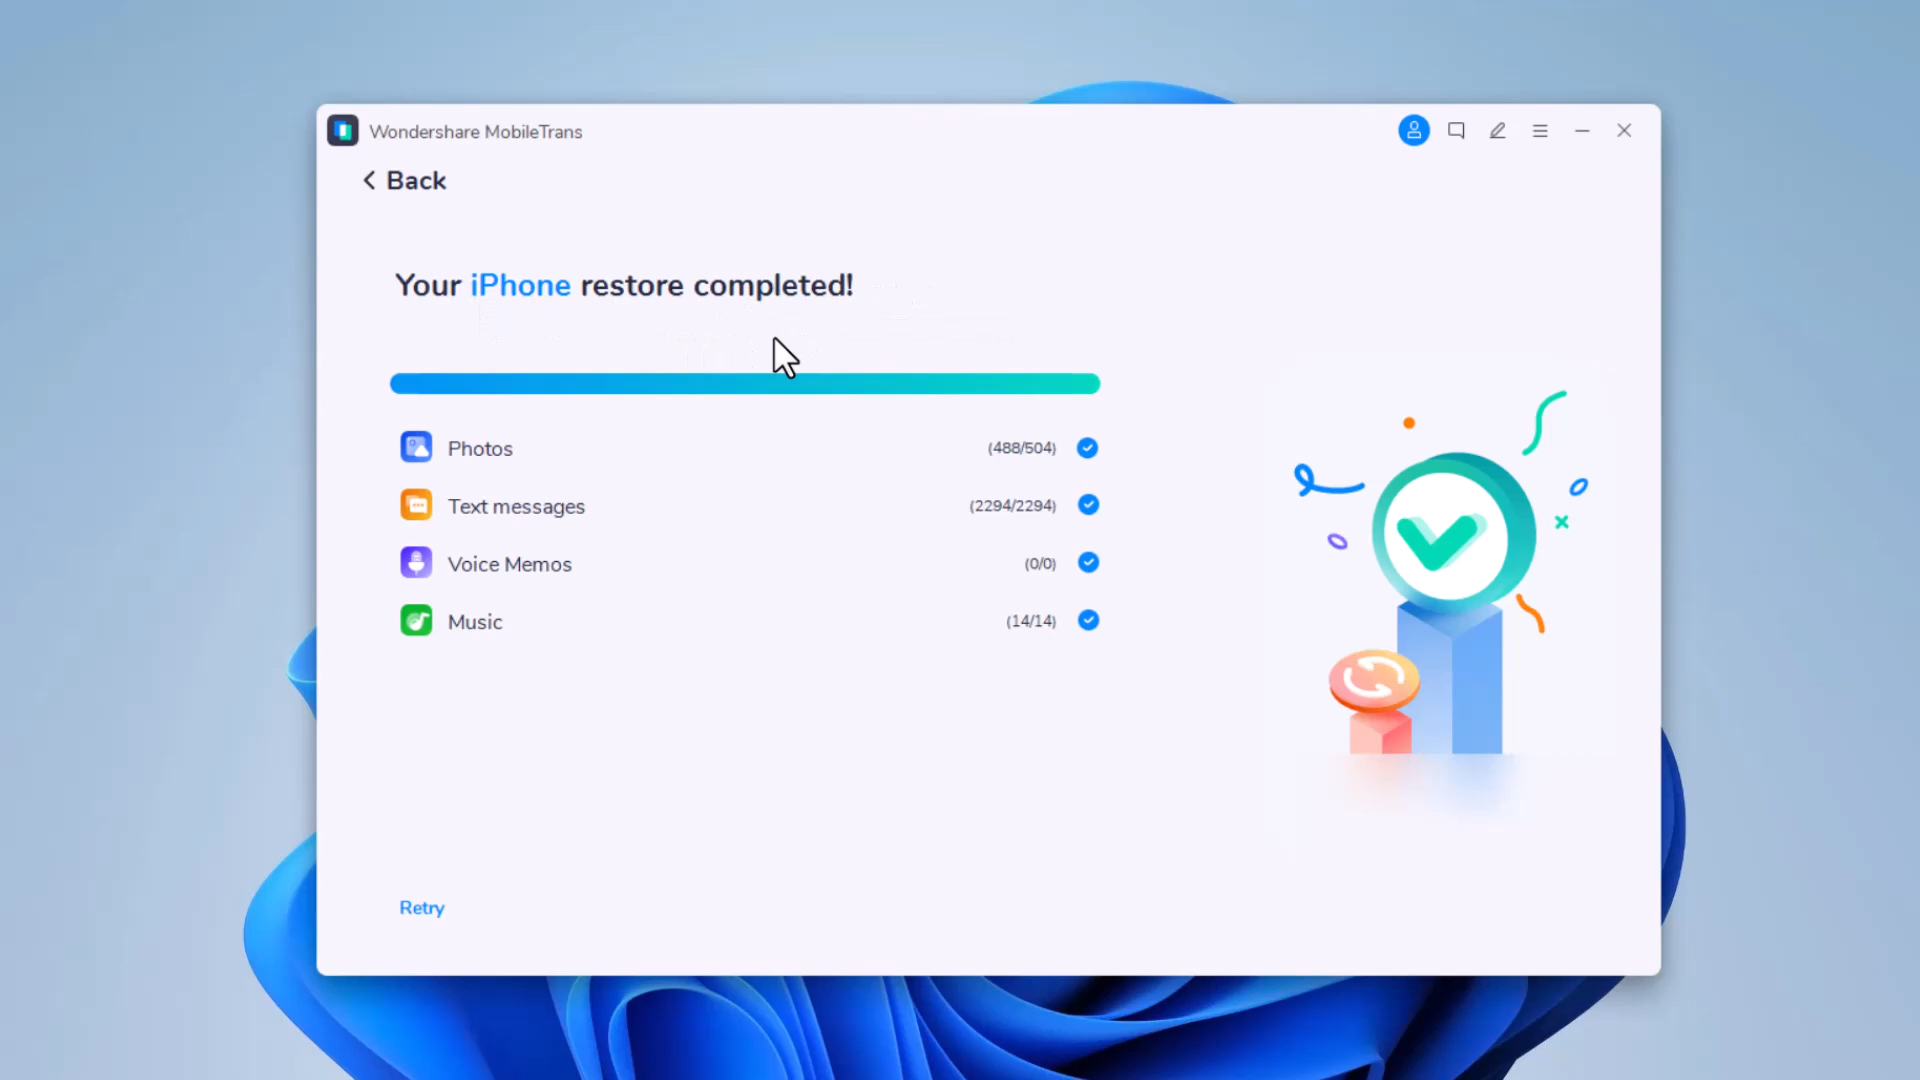 Wondershare MobileTrans
Back
Your iPhone restore completed!
Photos (488/504)
Text messages (2294/2294)
Voice Memos (0/0)
Music (14/14)
Retry